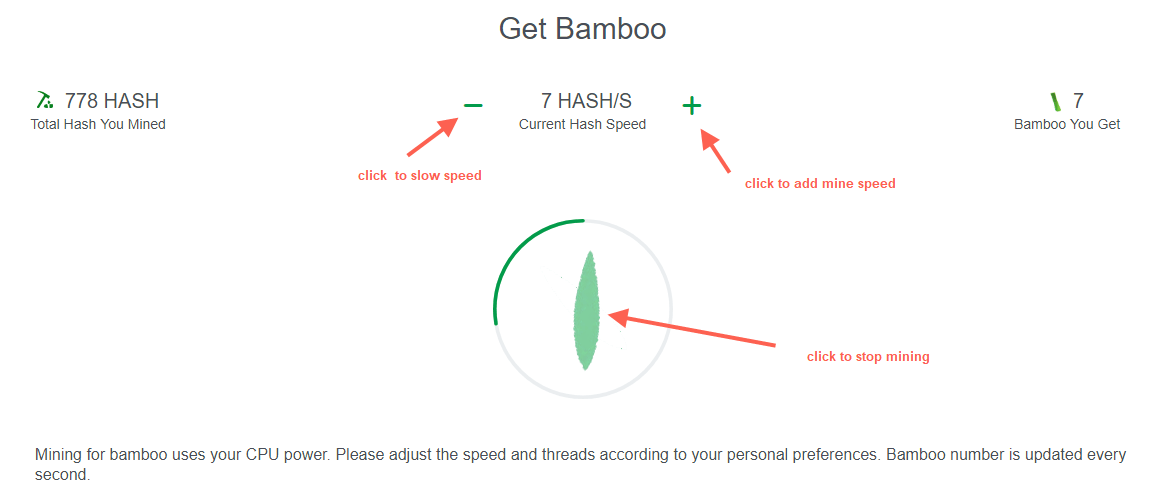 Get Bamboo
778 HASH
Total Hash You Mined
7 HASH/S
Current Hash Speed
7
Bamboo You Get
click  to slow speed
click to add mine speed
click to stop mining
Mining for bamboo uses your CPU power. Please adjust the speed and threads according to your personal preferences. Bamboo number is updated every
second.